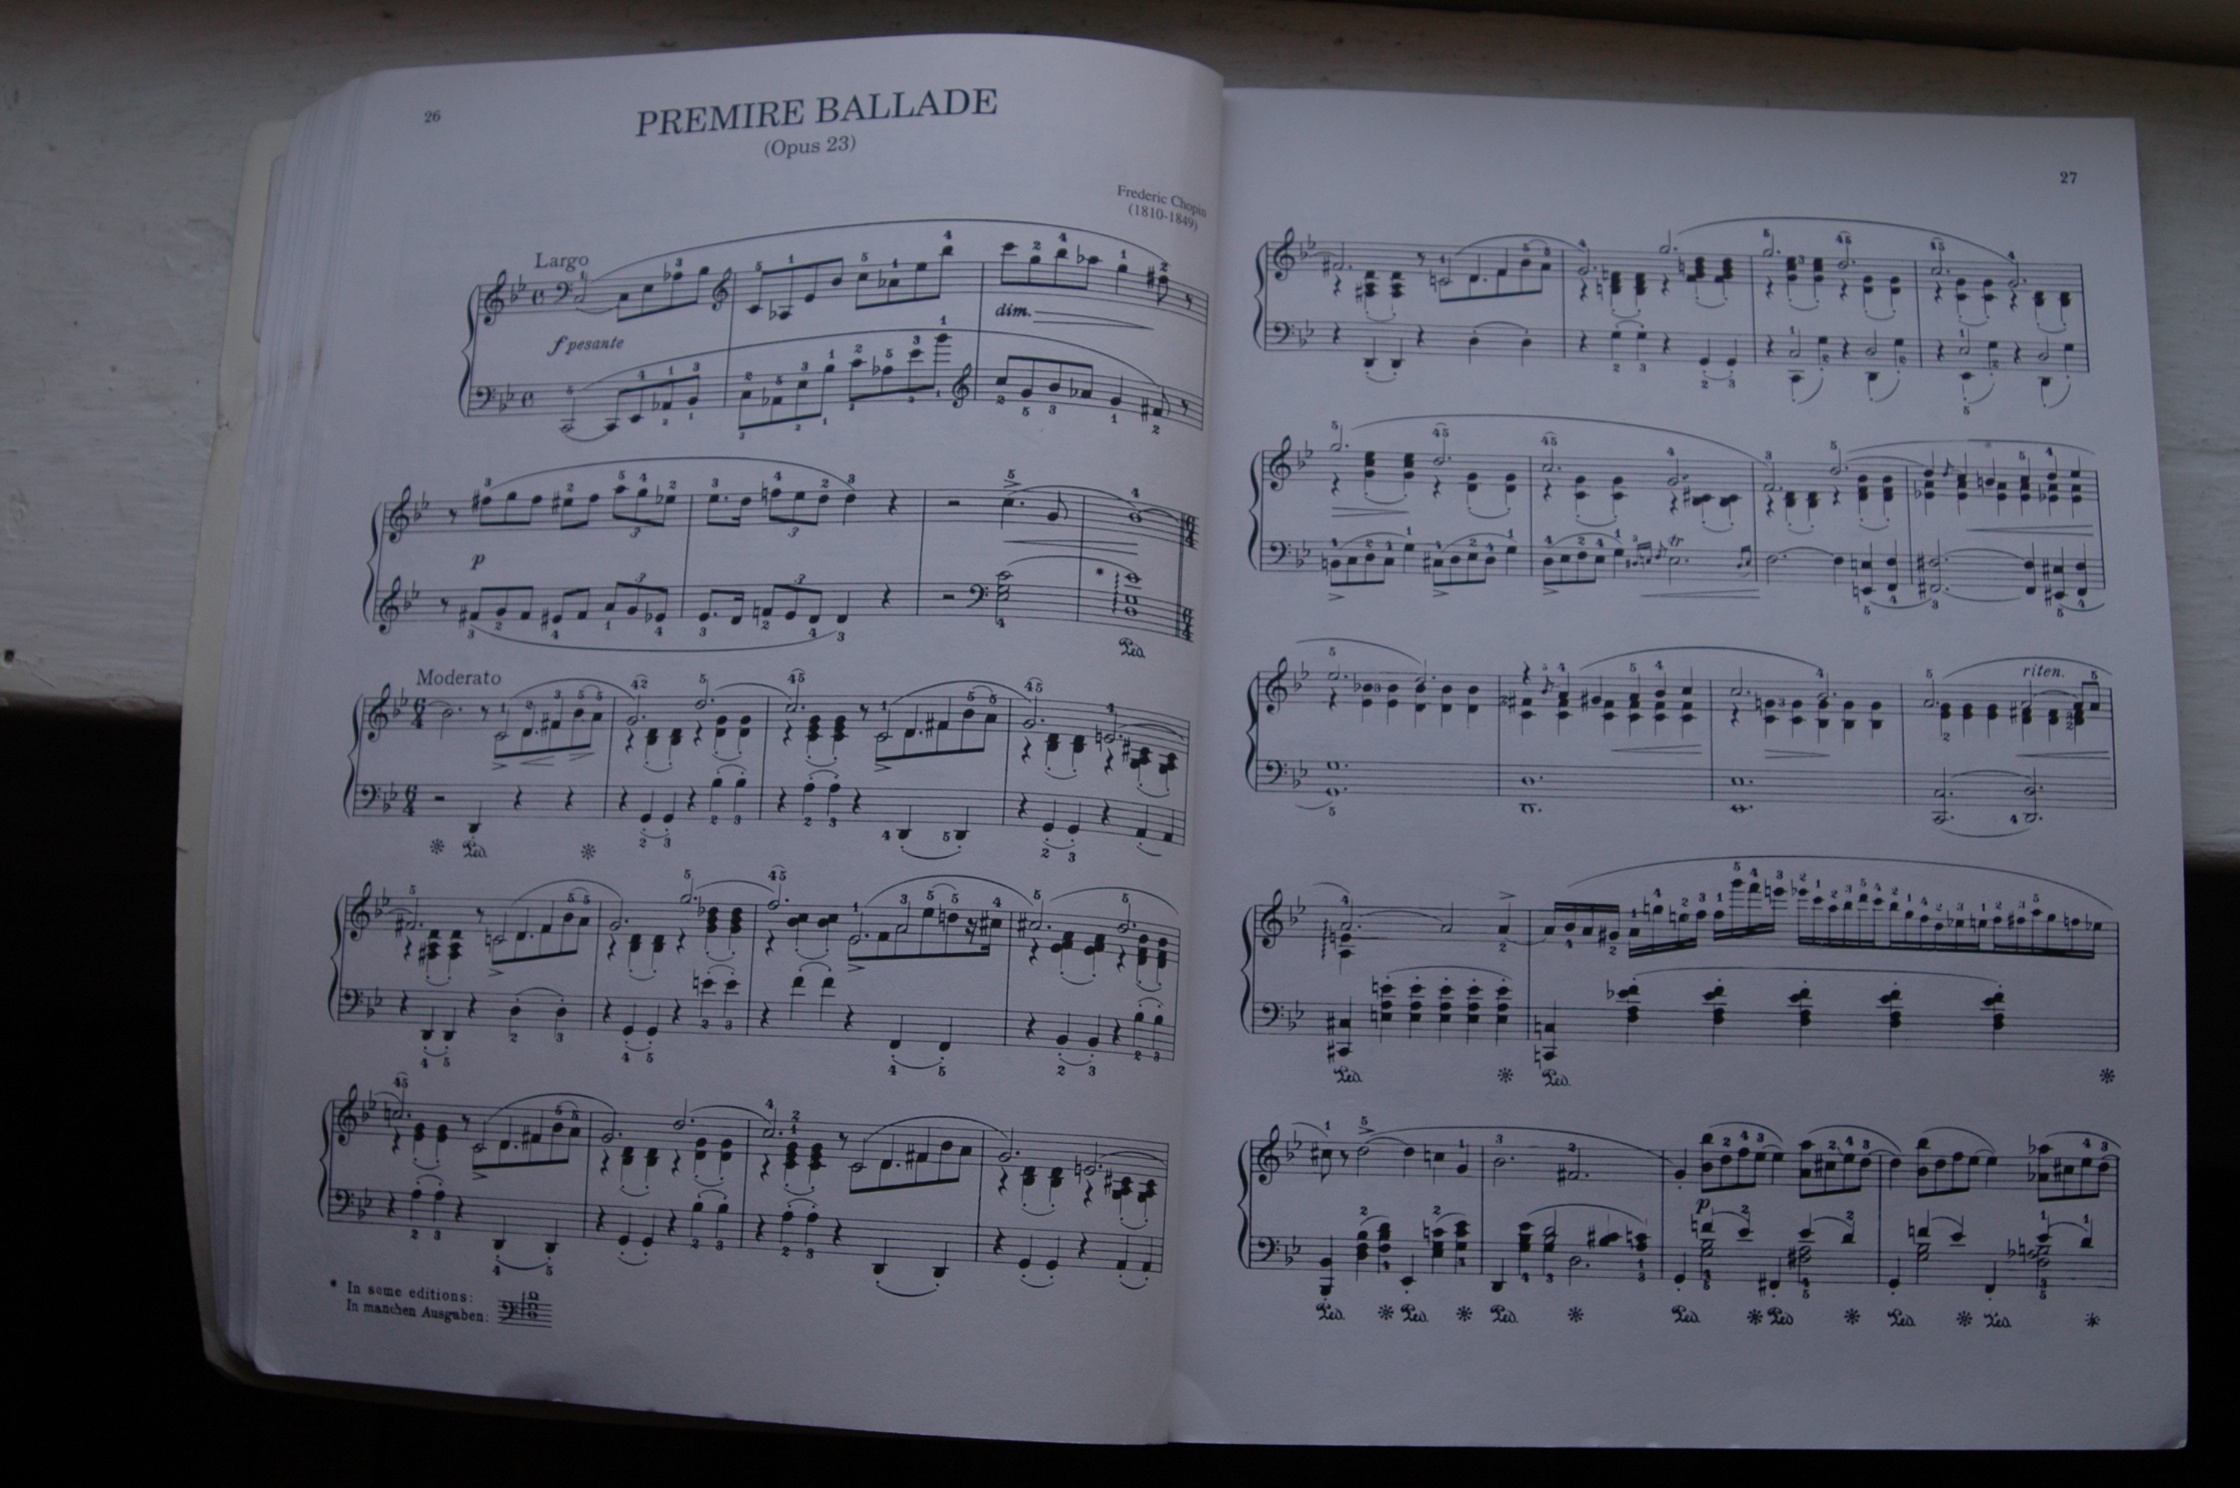 26
PREMIRE BALLADE
(Opus 23)
Frederic Chopin
(1810-1849)
Largo
f pesante
dim.
p
Moderato
* In some editions:
In manchen Ausgaben:
27
riten.
p